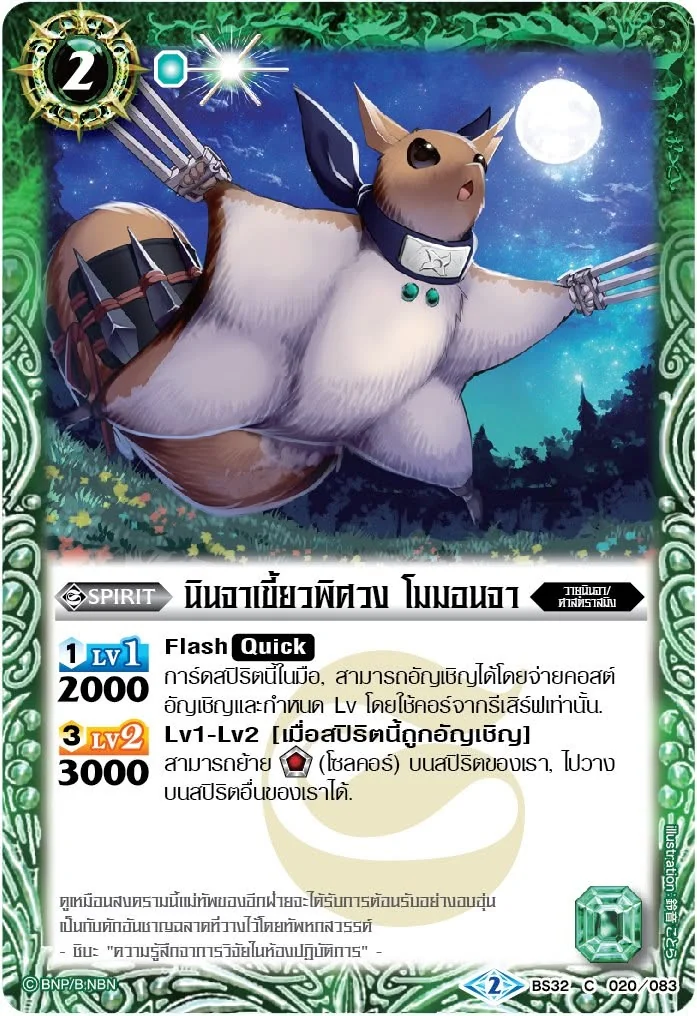 2
SPIRIT
นินจาเขี้ยวพิศวง โมมอนจา
วายุนินจา/
ศาสตราสมิง
1 LV1
2000
3 LV2
3000
Flash Quick
การ์ดสปิริตนี้ในมือ, สามารถอัญเชิญได้โดยจ่ายคอสต์
อัญเชิญและกำหนด Lv โดยใช้คอร์จากรีเสิร์ฟเท่านั้น.
Lv1-Lv2 [เมื่อสปิริตนี้ถูกอัญเชิญ]
สามารถย้าย (โซลคอร์) บนสปิริตของเรา, ไปวาง
บนสปิริตอื่นของเราได้.
ดูเหมือนสงครามนี้แม่ทัพของอีกฝ่ายจะได้รับการต้อนรับอย่างอบอุ่น
เป็นกับดักอันชาญฉลาดที่วางไว้โดยทัพหกสวรรค์
- ชิบะ "ความรู้สึกจาการวิจัยในห้องปฏิบัติการ" -
illustration : 鈴音ことら
©BNP/B,NBN
2
BS32 C 020/083